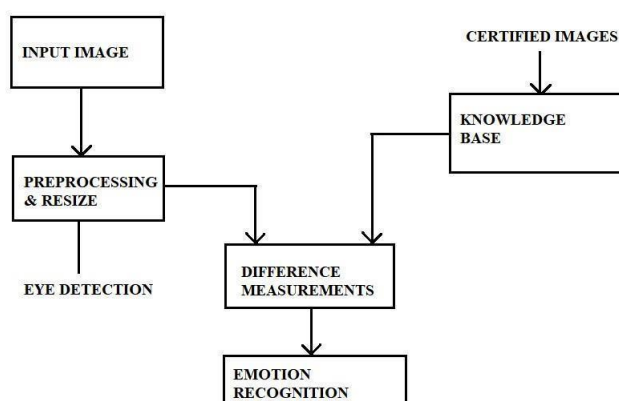 INPUT IMAGE
CERTIFIED IMAGES
KNOWLEDGE
BASE
PREPROCESSING
& RESIZE
EYE DETECTION
DIFFERENCE
MEASUREMENTS
EMOTION
RECOGNITION